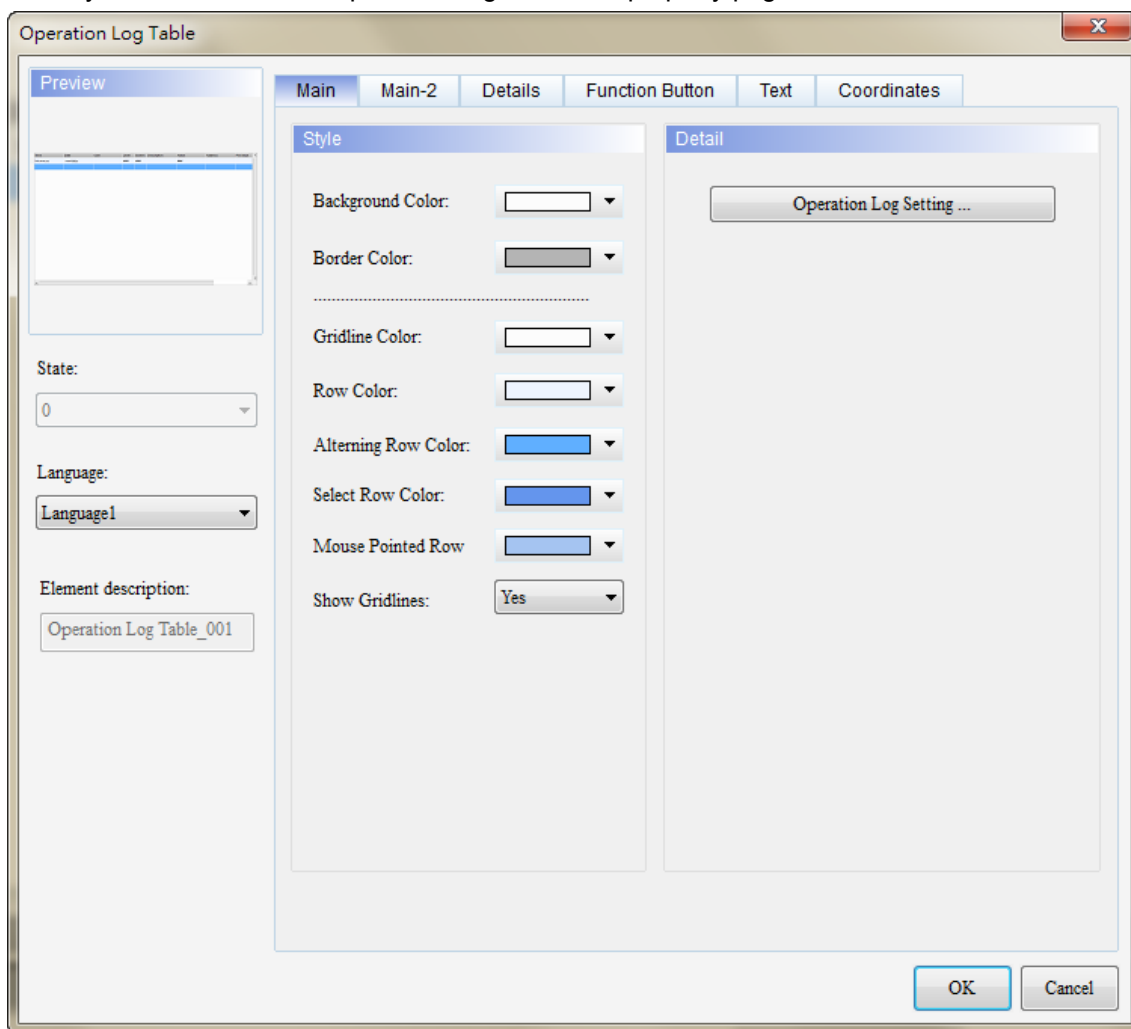 Operation Log Table
Preview
Main Main-2 Details Function Button Text Coordinates
Style
Background Color:
Border Color:
Gridline Color:
Row Color:
Alterning Row Color:
Select Row Color:
Mouse Pointed Row
Show Gridlines: Yes
Detail
Operation Log Setting ...
State:
0
Language:
Language1
Element description:
Operation Log Table_001
OK Cancel